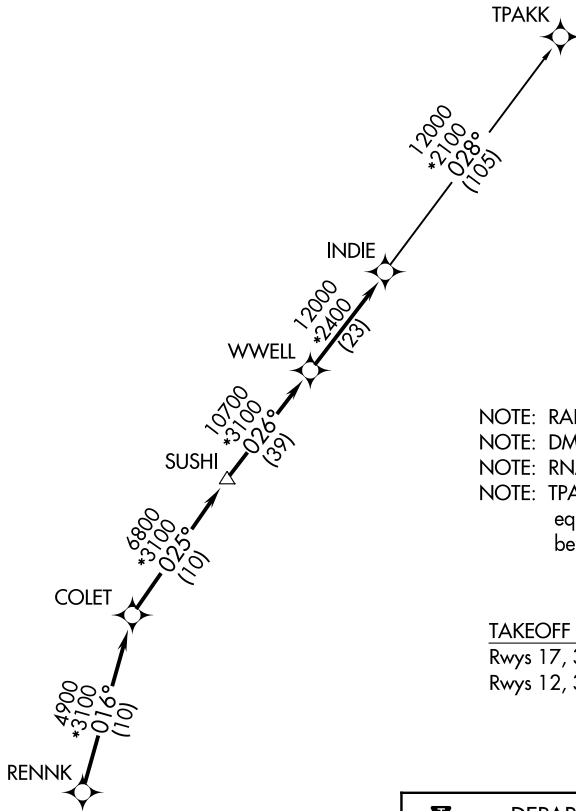 TPAKK
12000
*2100
028°
(105)
INDIE
12000
*2400
(23)
WWELL
10700
*3100
026°
(39)
SUSHI
6800
*3100
025°
(10)
COLET
4900
*3100
016°
(10)
RENNK
NOTE:
NOTE: DM
NOTE:
NOTE: TPA
eq
be
TAKEOFF
Rwys 17, 3
Rwys 12, 3
DEPAR